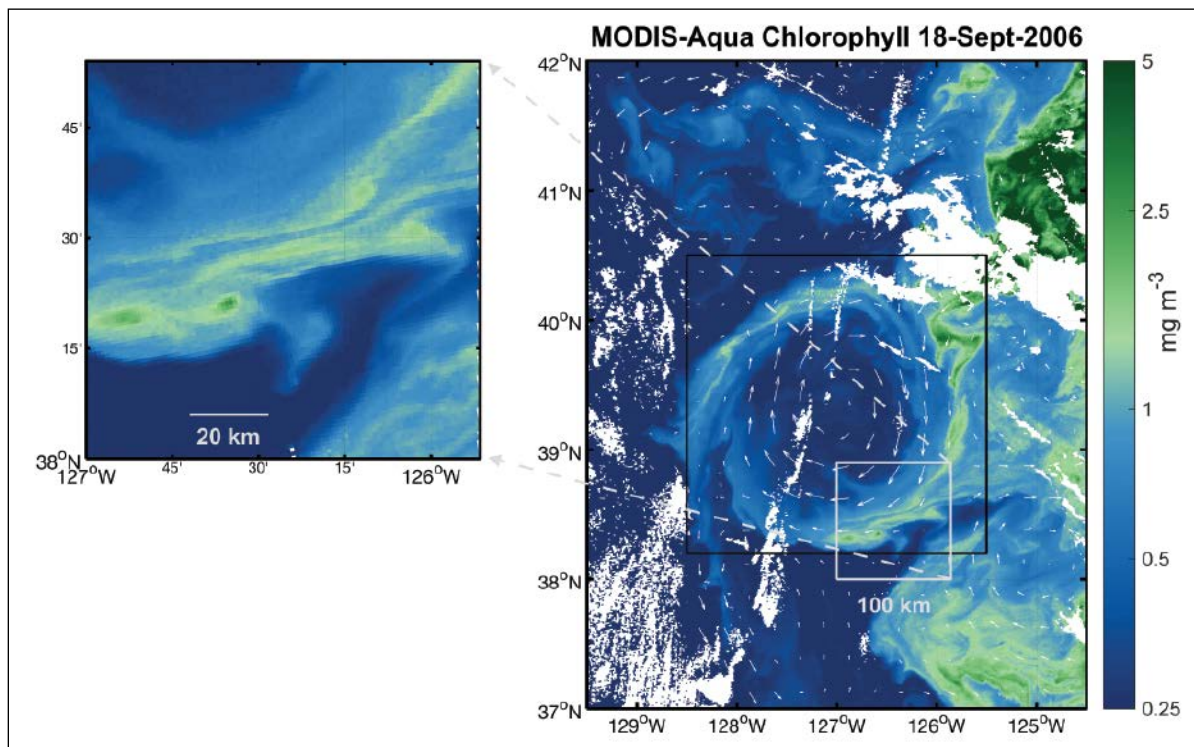 MODIS-Aqua Chlorophyll 18-Sept-2006
45'
30'
15'
38°N
127°W
45'
30'
15'
126°W
20 km
42°N
41°N
40°N
39°N
38°N
37°N
129°W
128°W
127°W
126°W
125°W
100 km
5
2.5
1
0.5
0.25
mg m-3